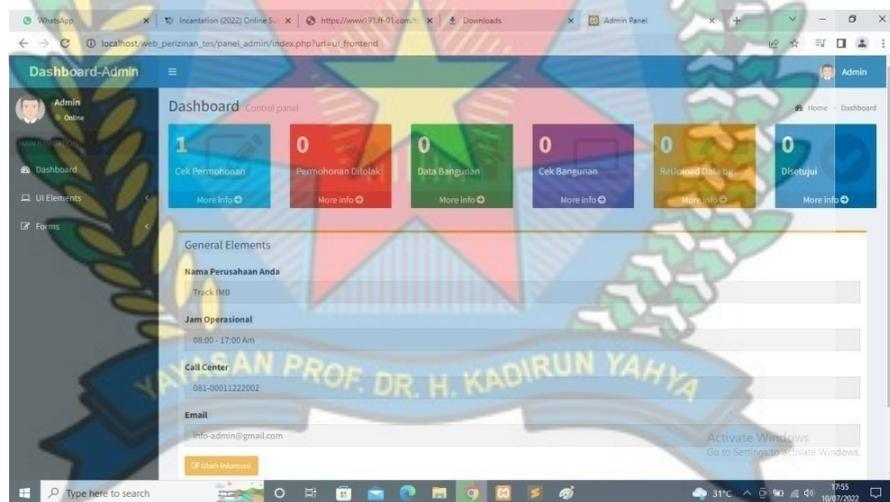 WhatsApp
Incantation (2022) Online Su
https://www191.ff-01.com/t
Downloads
Admin Panel
localhost/web_perizinan_tes/panel_admin/index.php?url=ui_frontend
Dashboard-Admin
Admin
Admin
Online
Dashboard Control panel
Home Dashboard
1 0 0 0 0 0
Cek Permohonan Permohonan Ditolak Data Bangunan Cek Bangunan ReUpload Data bg Disetujui
More info More info More info More info More info More info
Dashboard
UI Elements
Forms
General Elements
Nama Perusahaan Anda
Track IMB
Jam Operasional
08:00 - 17:00 Am
Call Center
081-00011222002
Email
info-admin@gmail.com
Ubah Informasi
YAYASAN PROF. DR. H. KADIRUN YAHYA
Activate Windows
Go to Settings to activate Windows.
Type here to search
31°C
17:55
10/07/2022